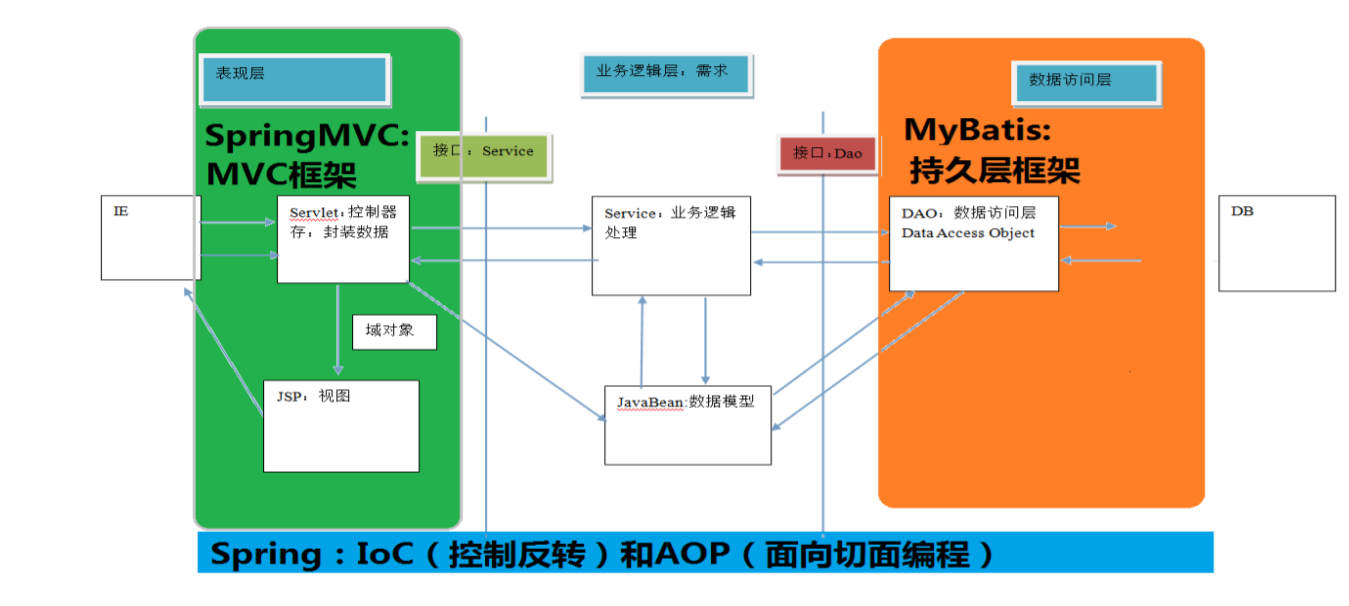 表现层
业务逻辑层：需求
数据访问层
SpringMVC:
MVC框架
接口：Service
接口:Dao
MyBatis:
持久层框架
IE
Servlet:控制器
存：封装数据
Service：业务逻辑
处理
DAO：数据访问层
Data Access Object
DB
域对象
JSP：视图
JavaBean:数据模型
Spring：IoC（控制反转）和AOP（面向切面编程）